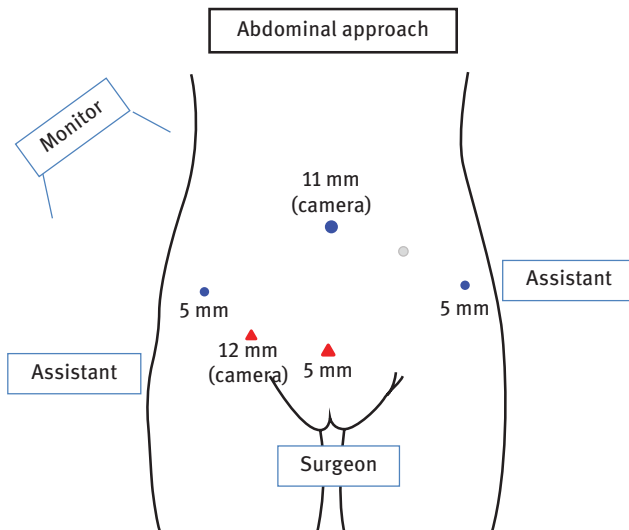 Abdominal approach
Monitor
11 mm
(camera)
5 mm
5 mm
Assistant
12 mm
(camera)
5 mm
Assistant
Surgeon